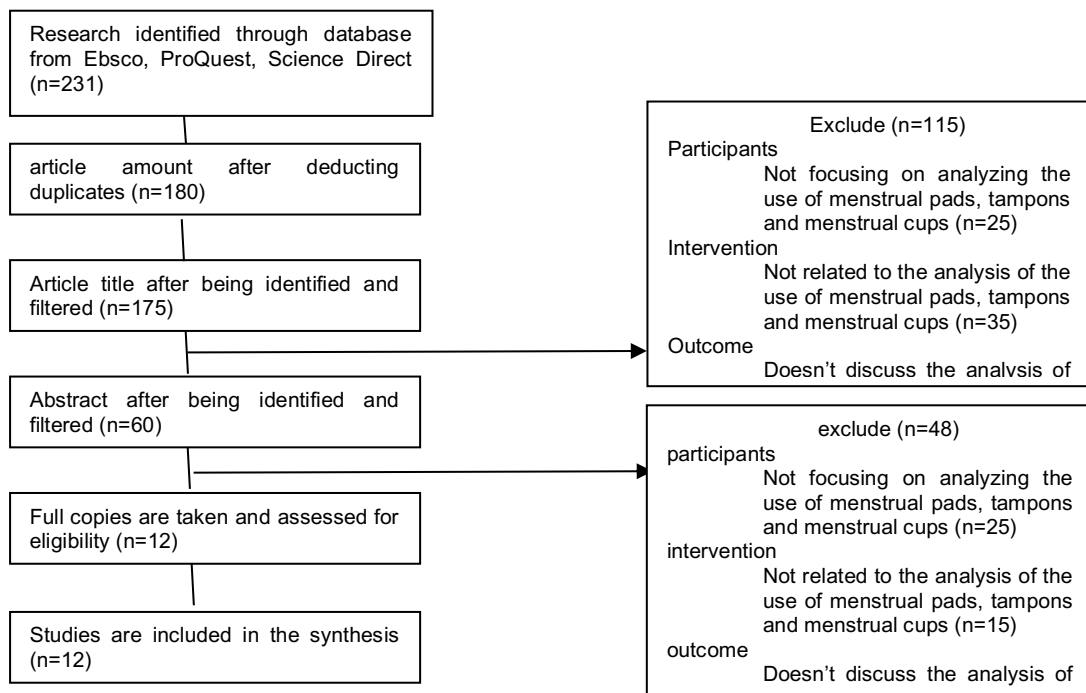 Research identified through database
from Ebsco, ProQuest, Science Direct
(n=231)
article amount after deducting
duplicates (n=180)
Article title after being identified and
filtered (n=175)
Abstract after being identified and
filtered (n=60)
Full copies are taken and assessed for
eligibility (n=12)
Studies are included in the synthesis
(n=12)
Exclude (n=115)
Participants
Not focusing on analyzing the
use of menstrual pads, tampons
and menstrual cups (n=25)
Intervention
Not related to the analysis of the
use of menstrual pads, tampons
and menstrual cups (n=35)
Outcome
Doesn't discuss the analysis of
exclude (n=48)
participants
Not focusing on analyzing the
use of menstrual pads, tampons
and menstrual cups (n=25)
intervention
Not related to the analysis of the
use of menstrual pads, tampons
and menstrual cups (n=15)
outcome
Doesn't discuss the analysis of